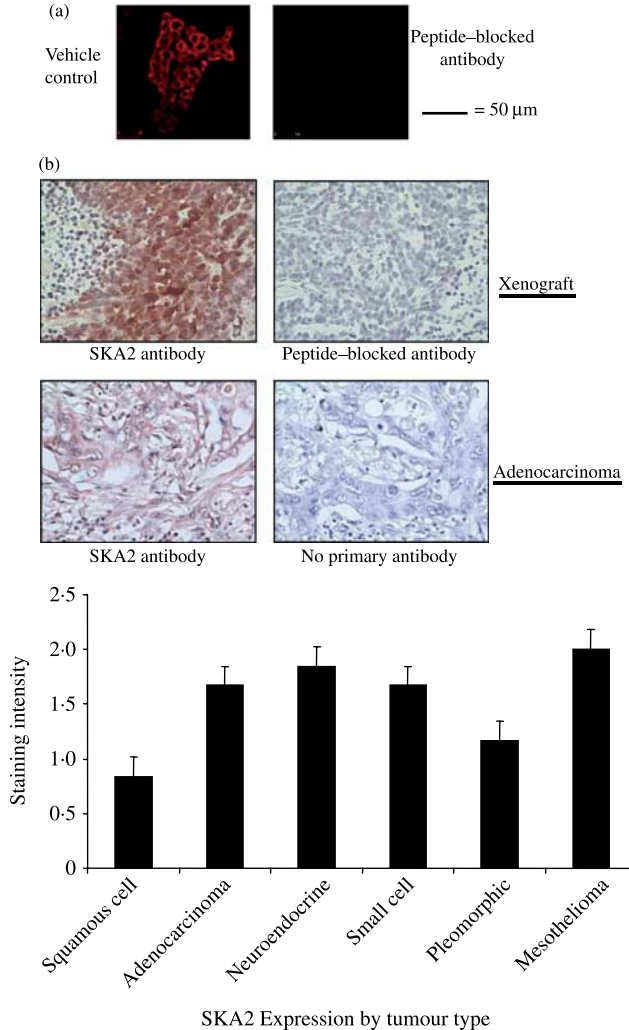 (a)
Vehicle
control
Peptide–blocked
antibody
= 50 μm
(b)
Xenograft
SKA2 antibody
Peptide–blocked antibody
Adenocarcinoma
SKA2 antibody
No primary antibody
Staining intensity
2·5
2·0
1·5
1·0
0·5
0
Squamous cell
Adenocarcinoma
Neuroendocrine
Small cell
Pleomorphic
Mesothelioma
SKA2 Expression by tumour type